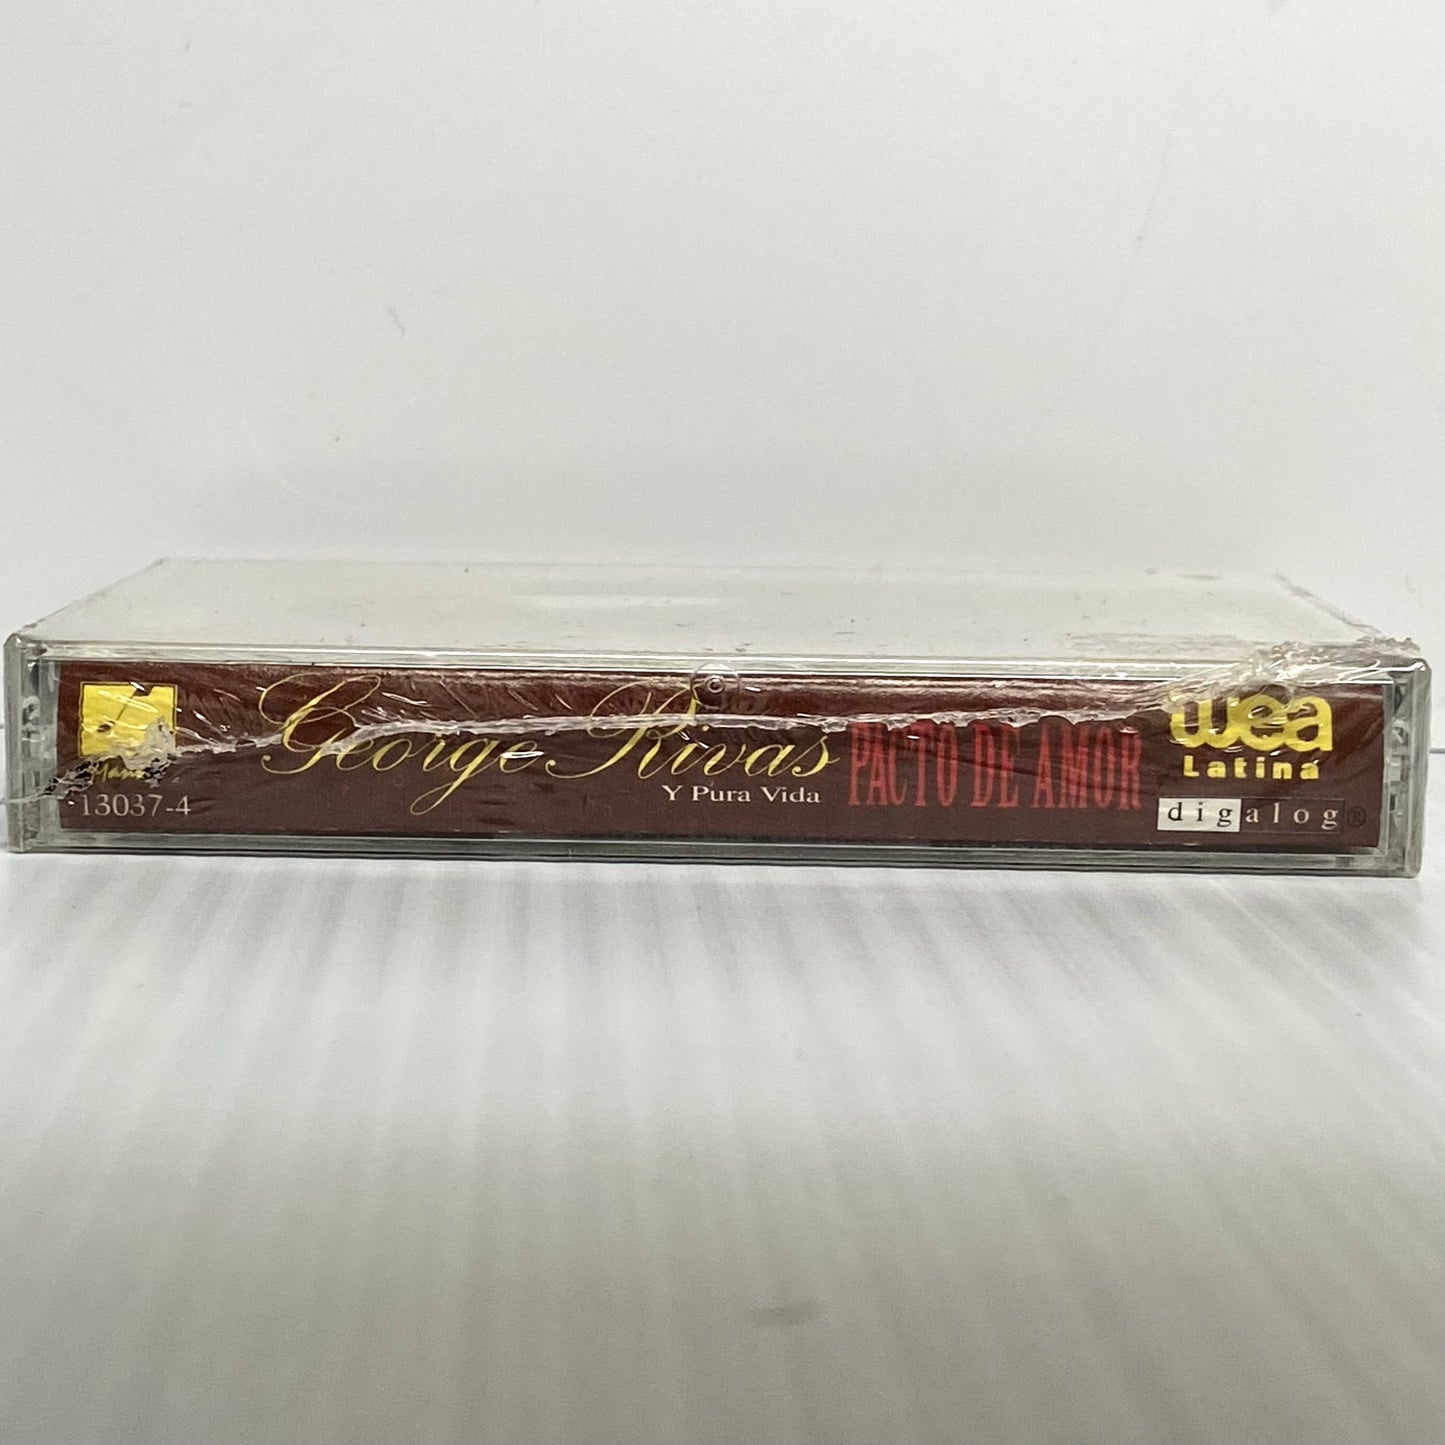 13037-4
George Rivas
Y Pura Vida
PACTO DE AMOR
wea
Latina
digalog®